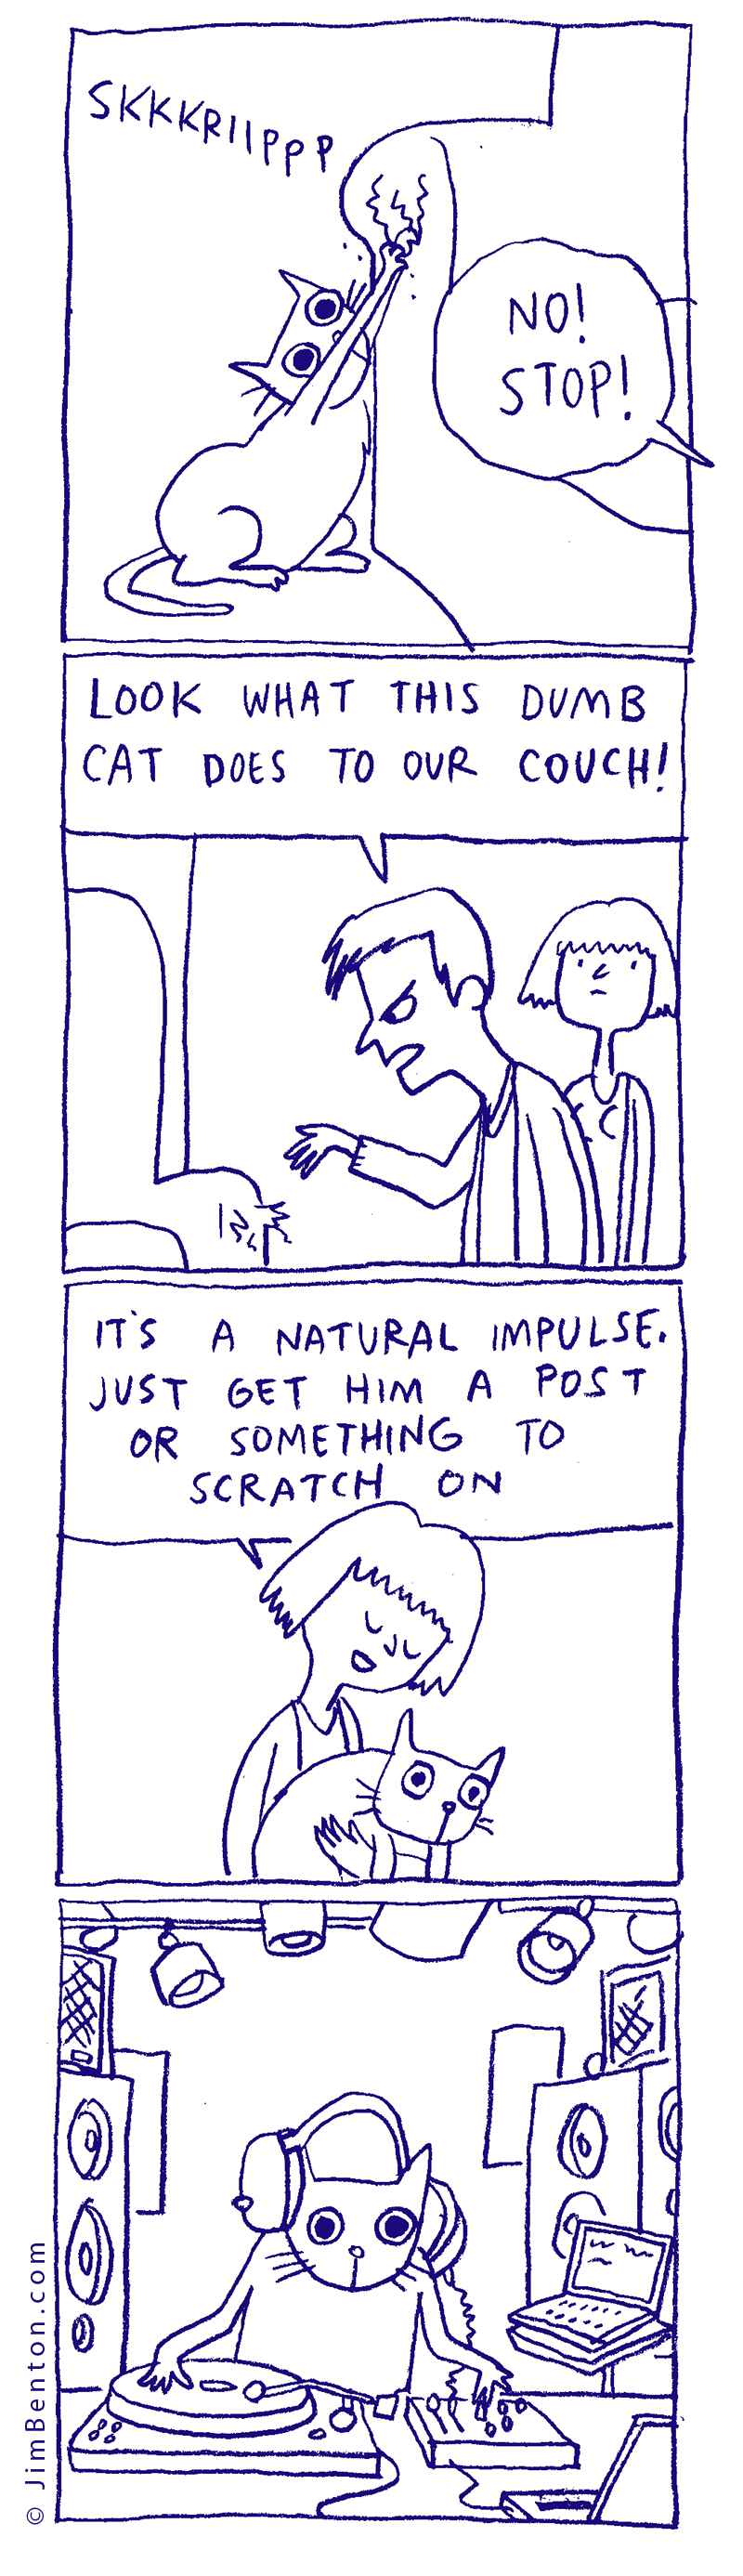 SKKKRIIPPP
NO!
STOP!
LOOK WHAT THIS DUMB
CAT DOES TO OUR COUCH!
IT'S A NATURAL IMPULSE.
JUST GET HIM A POST
OR SOMETHING TO
SCRATCH ON
© JimBenton.com